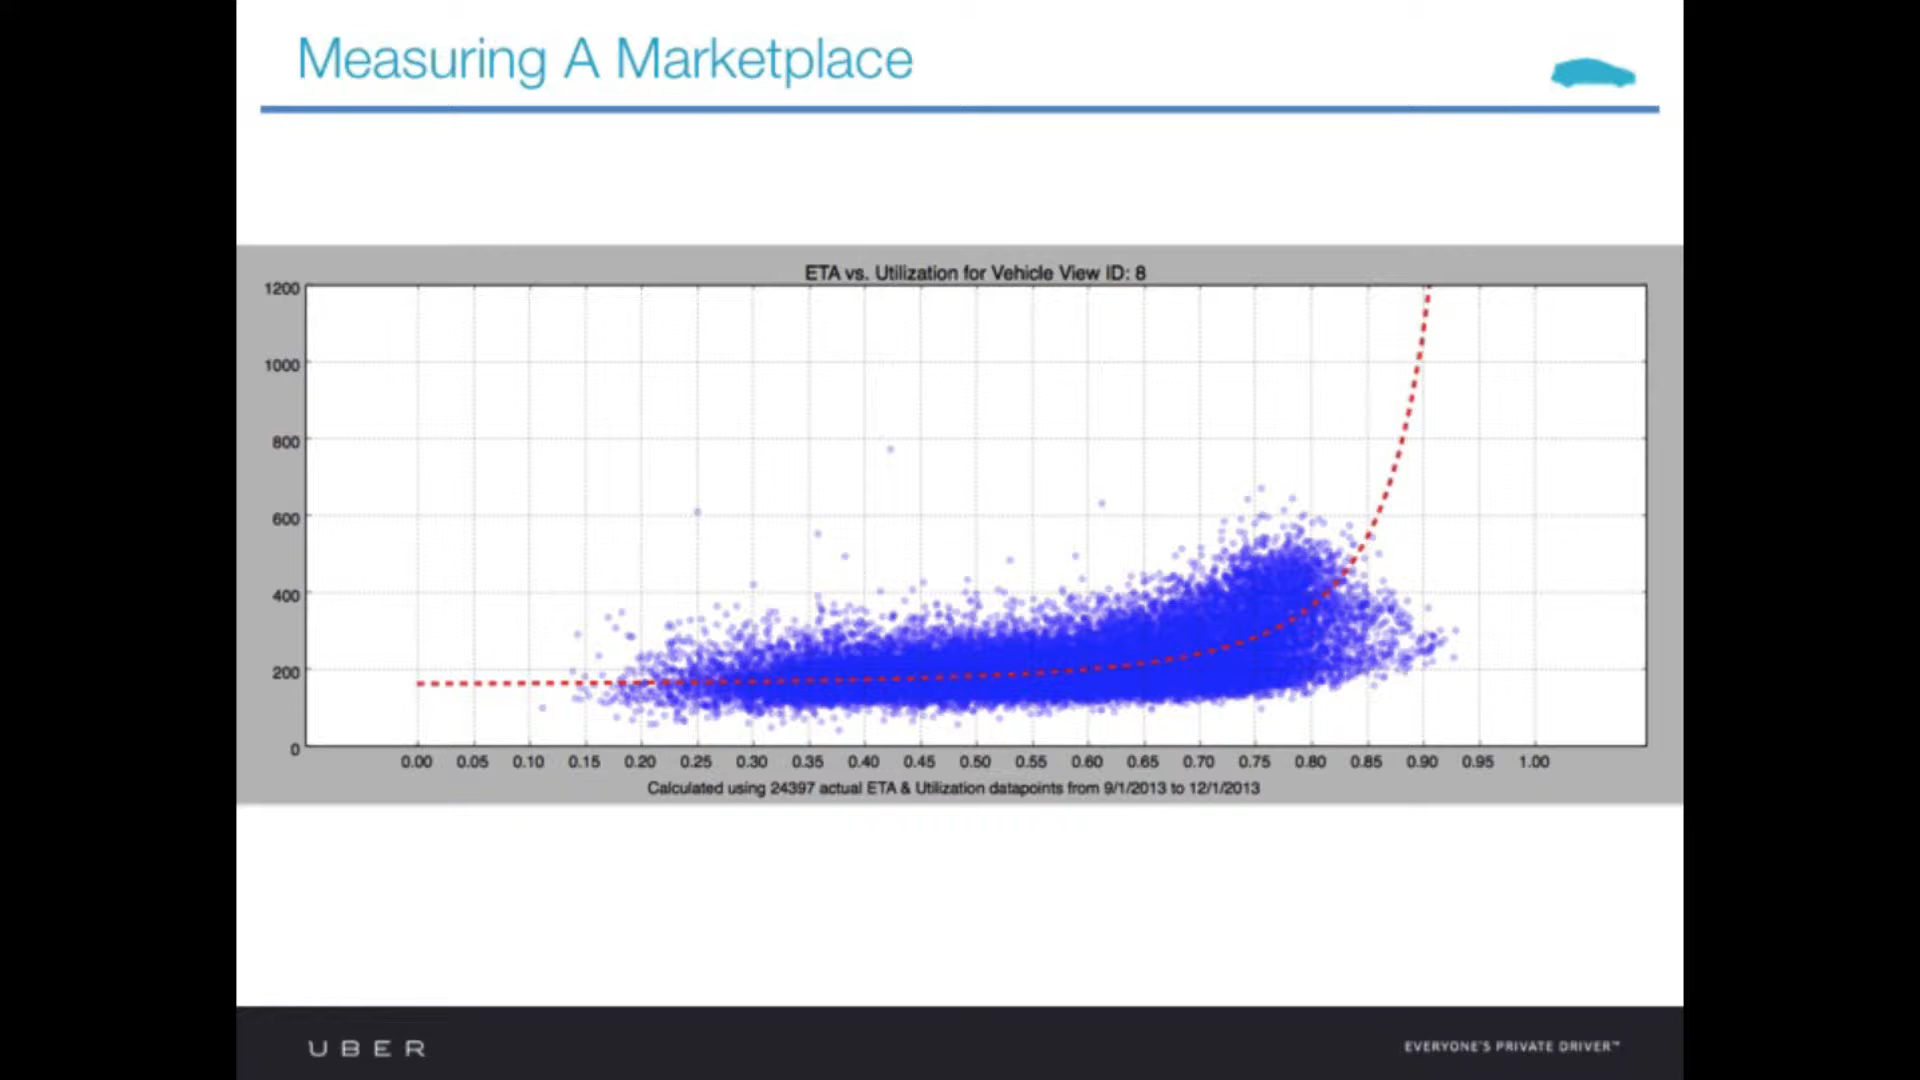 Measuring A Marketplace
ETA vs. Utilization for Vehicle View ID: 8
1200
1000
800
600
400
200
0
0.00 0.05 0.10 0.15 0.20 0.25 0.30 0.35 0.40 0.45 0.50 0.55 0.60 0.65 0.70 0.75 0.80 0.85 0.90 0.95 1.00
Calculated using 24397 actual ETA & Utilization datapoints from 9/1/2013 to 12/1/2013
UBER
EVERYONE'S PRIVATE DRIVER™